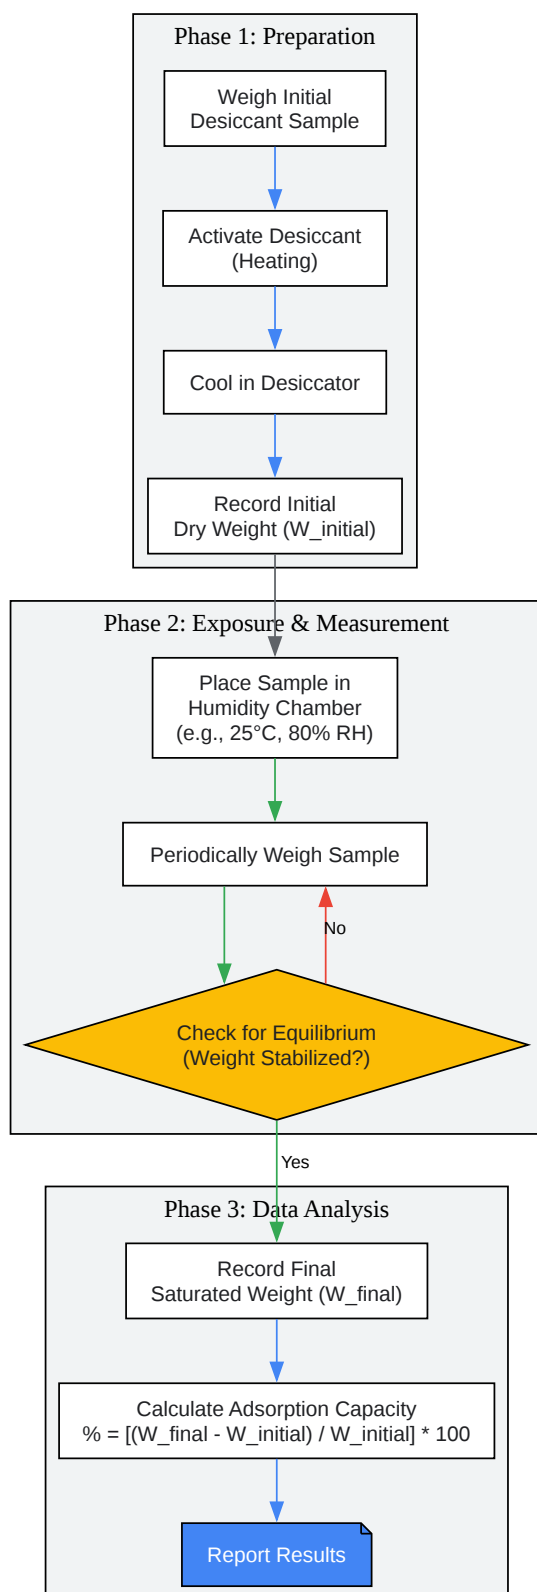 Phase 1: Preparation
Weigh Initial
Desiccant Sample
Activate Desiccant
(Heating)
Cool in Desiccator
Record Initial
Dry Weight (W_initial)
Phase 2: Exposure & Measurement
Place Sample in
Humidity Chamber
(e.g., 25°C, 80% RH)
Periodically Weigh Sample
No
Check for Equilibrium
(Weight Stabilized?)
Yes
Phase 3: Data Analysis
Record Final
Saturated Weight (W_final)
Calculate Adsorption Capacity
% = [(W_final - W_initial) / W_initial] * 100
Report Results